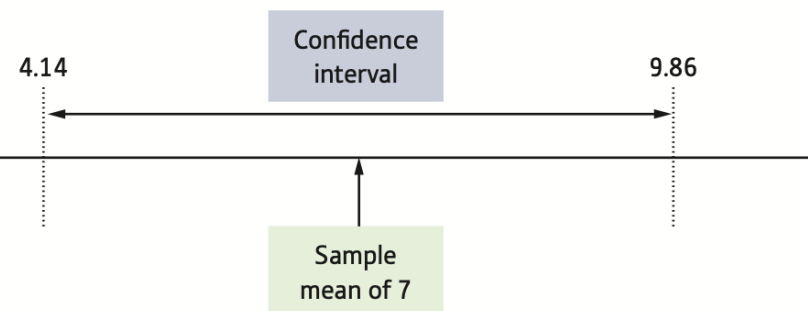 Confidence
interval
4.14
9.86
Sample
mean of 7